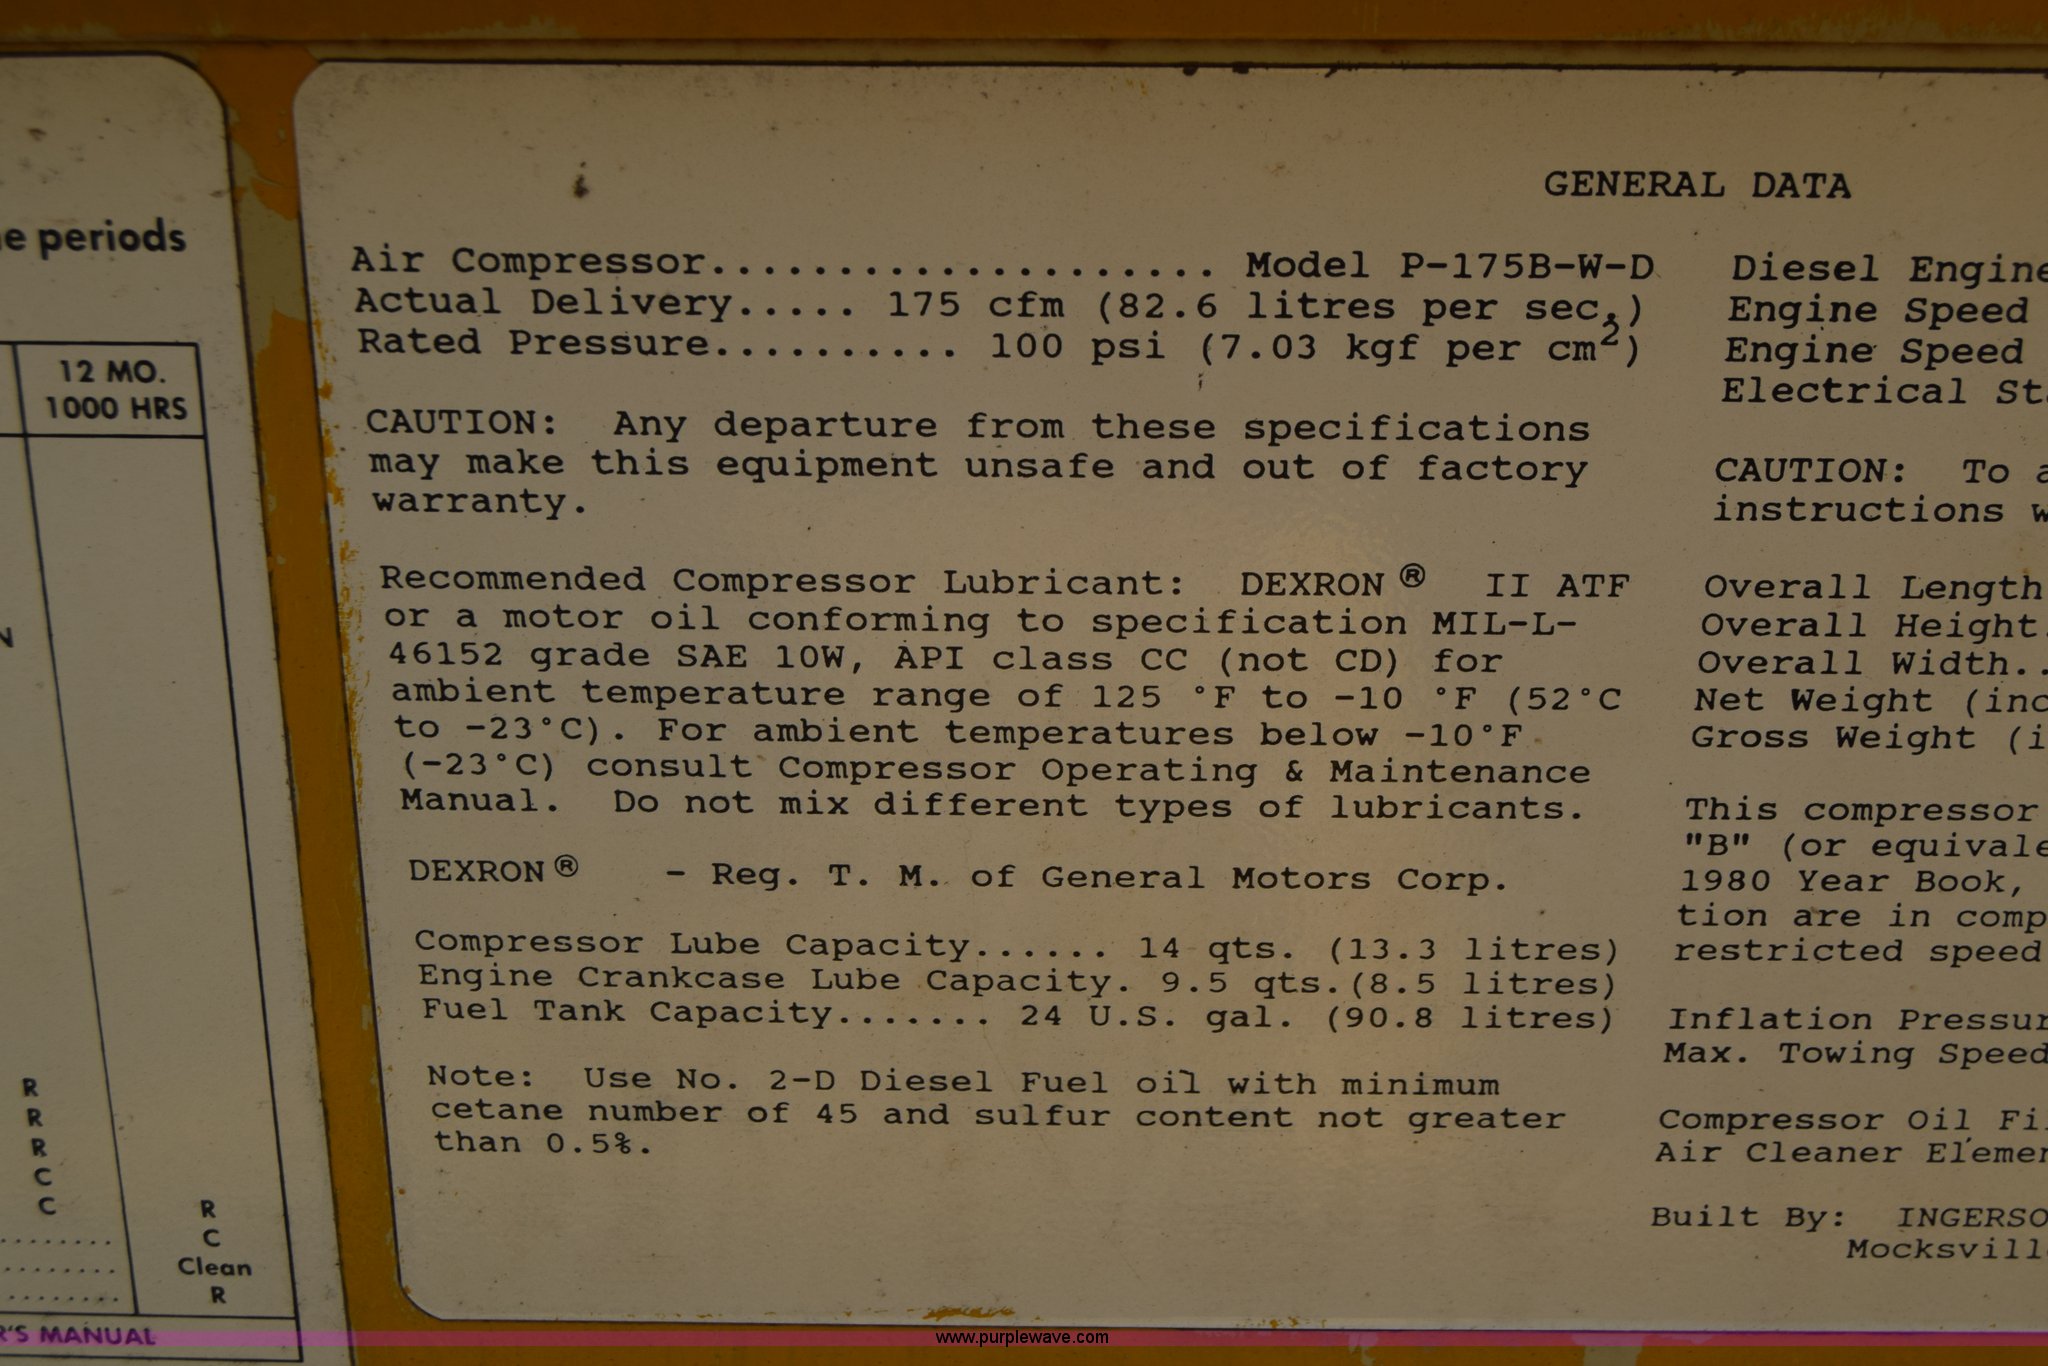 e periods
12 MO.
1000 HRS
N
R
R
R
C
C
R
C
Clean
R
R'S MANUAL
GENERAL DATA
Air Compressor..................... Model P-175B-W-D
Actual Delivery..... 175 cfm (82.6 litres per sec.)
Rated Pressure.......... 100 psi (7.03 kgf per cm²)
CAUTION: Any departure from these specifications
may make this equipment unsafe and out of factory
warranty.
Recommended Compressor Lubricant: DEXRON® II ATF
or a motor oil conforming to specification MIL-L-
46152 grade SAE 10W, API class CC (not CD) for
ambient temperature range of 125 °F to -10 °F (52°C
to -23°C). For ambient temperatures below -10°F
(-23°C) consult Compressor Operating & Maintenance
Manual. Do not mix different types of lubricants.
DEXRON® - Reg. T. M. of General Motors Corp.
Compressor Lube Capacity...... 14 qts. (13.3 litres)
Engine Crankcase Lube Capacity. 9.5 qts.(8.5 litres)
Fuel Tank Capacity....... 24 U.S. gal. (90.8 litres)
Note: Use No. 2-D Diesel Fuel oil with minimum
cetane number of 45 and sulfur content not greater
than 0.5%.
Diesel Engine
Engine Speed
Engine Speed
Electrical St
CAUTION: To a
instructions w
Overall Length
Overall Height.
Overall Width..
Net Weight (inc
Gross Weight (i
This compressor
"B" (or equivale
1980 Year Book,
tion are in comp
restricted speed
Inflation Pressur
Max. Towing Speed
Compressor Oil Fi
Air Cleaner Elemen
Built By: INGERSO
Mocksvill
www.purplewave.com